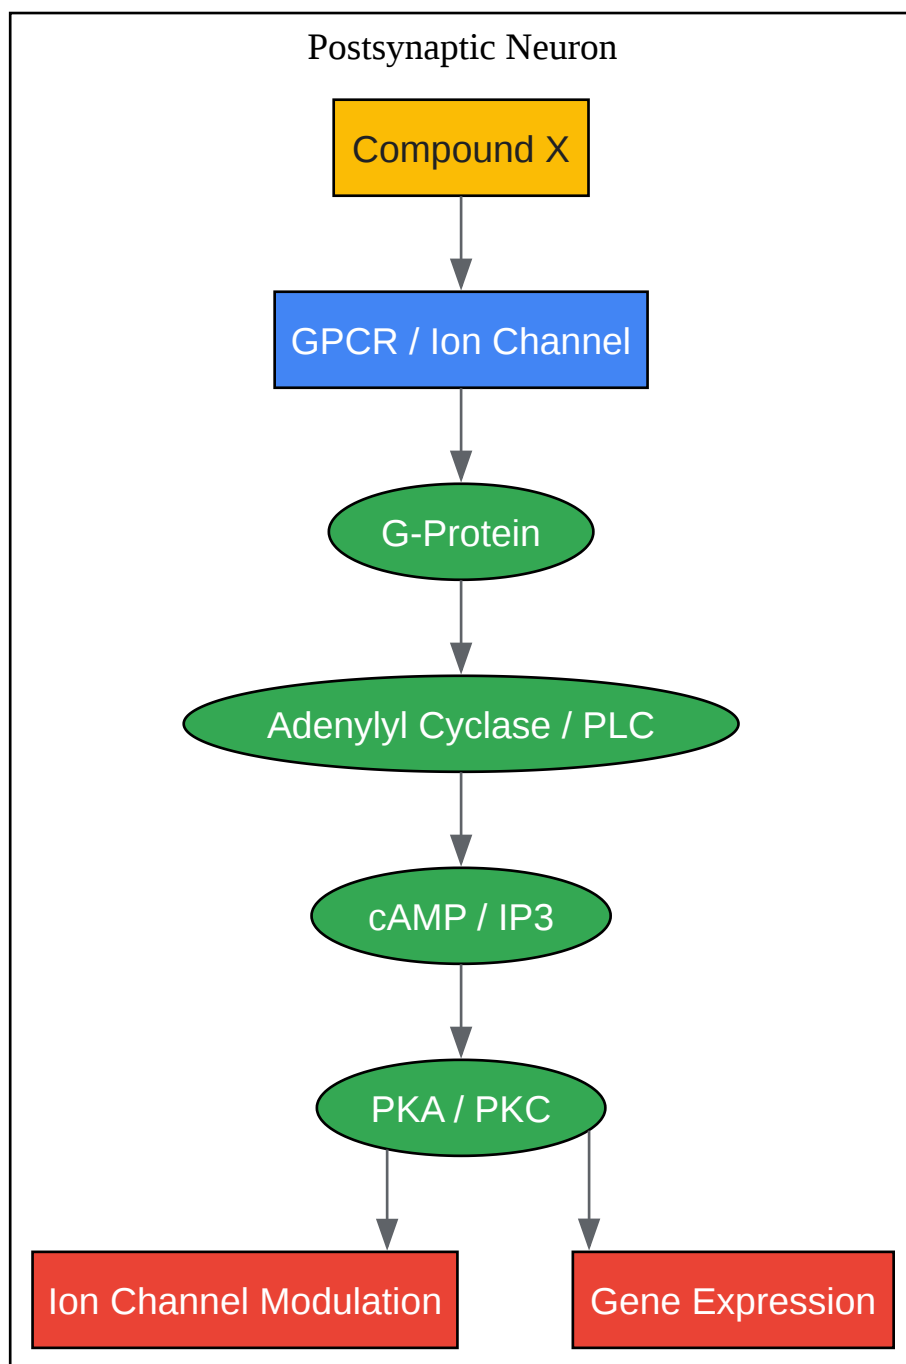 Postsynaptic Neuron
Compound X
GPCR / Ion Channel
G-Protein
Adenylyl Cyclase / PLC
cAMP / IP3
PKA / PKC
Ion Channel Modulation
Gene Expression